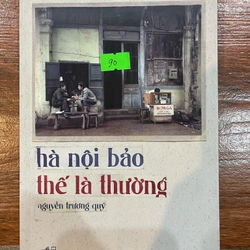 90
hà nội bảo
thế là thường
nguyễn trương quý